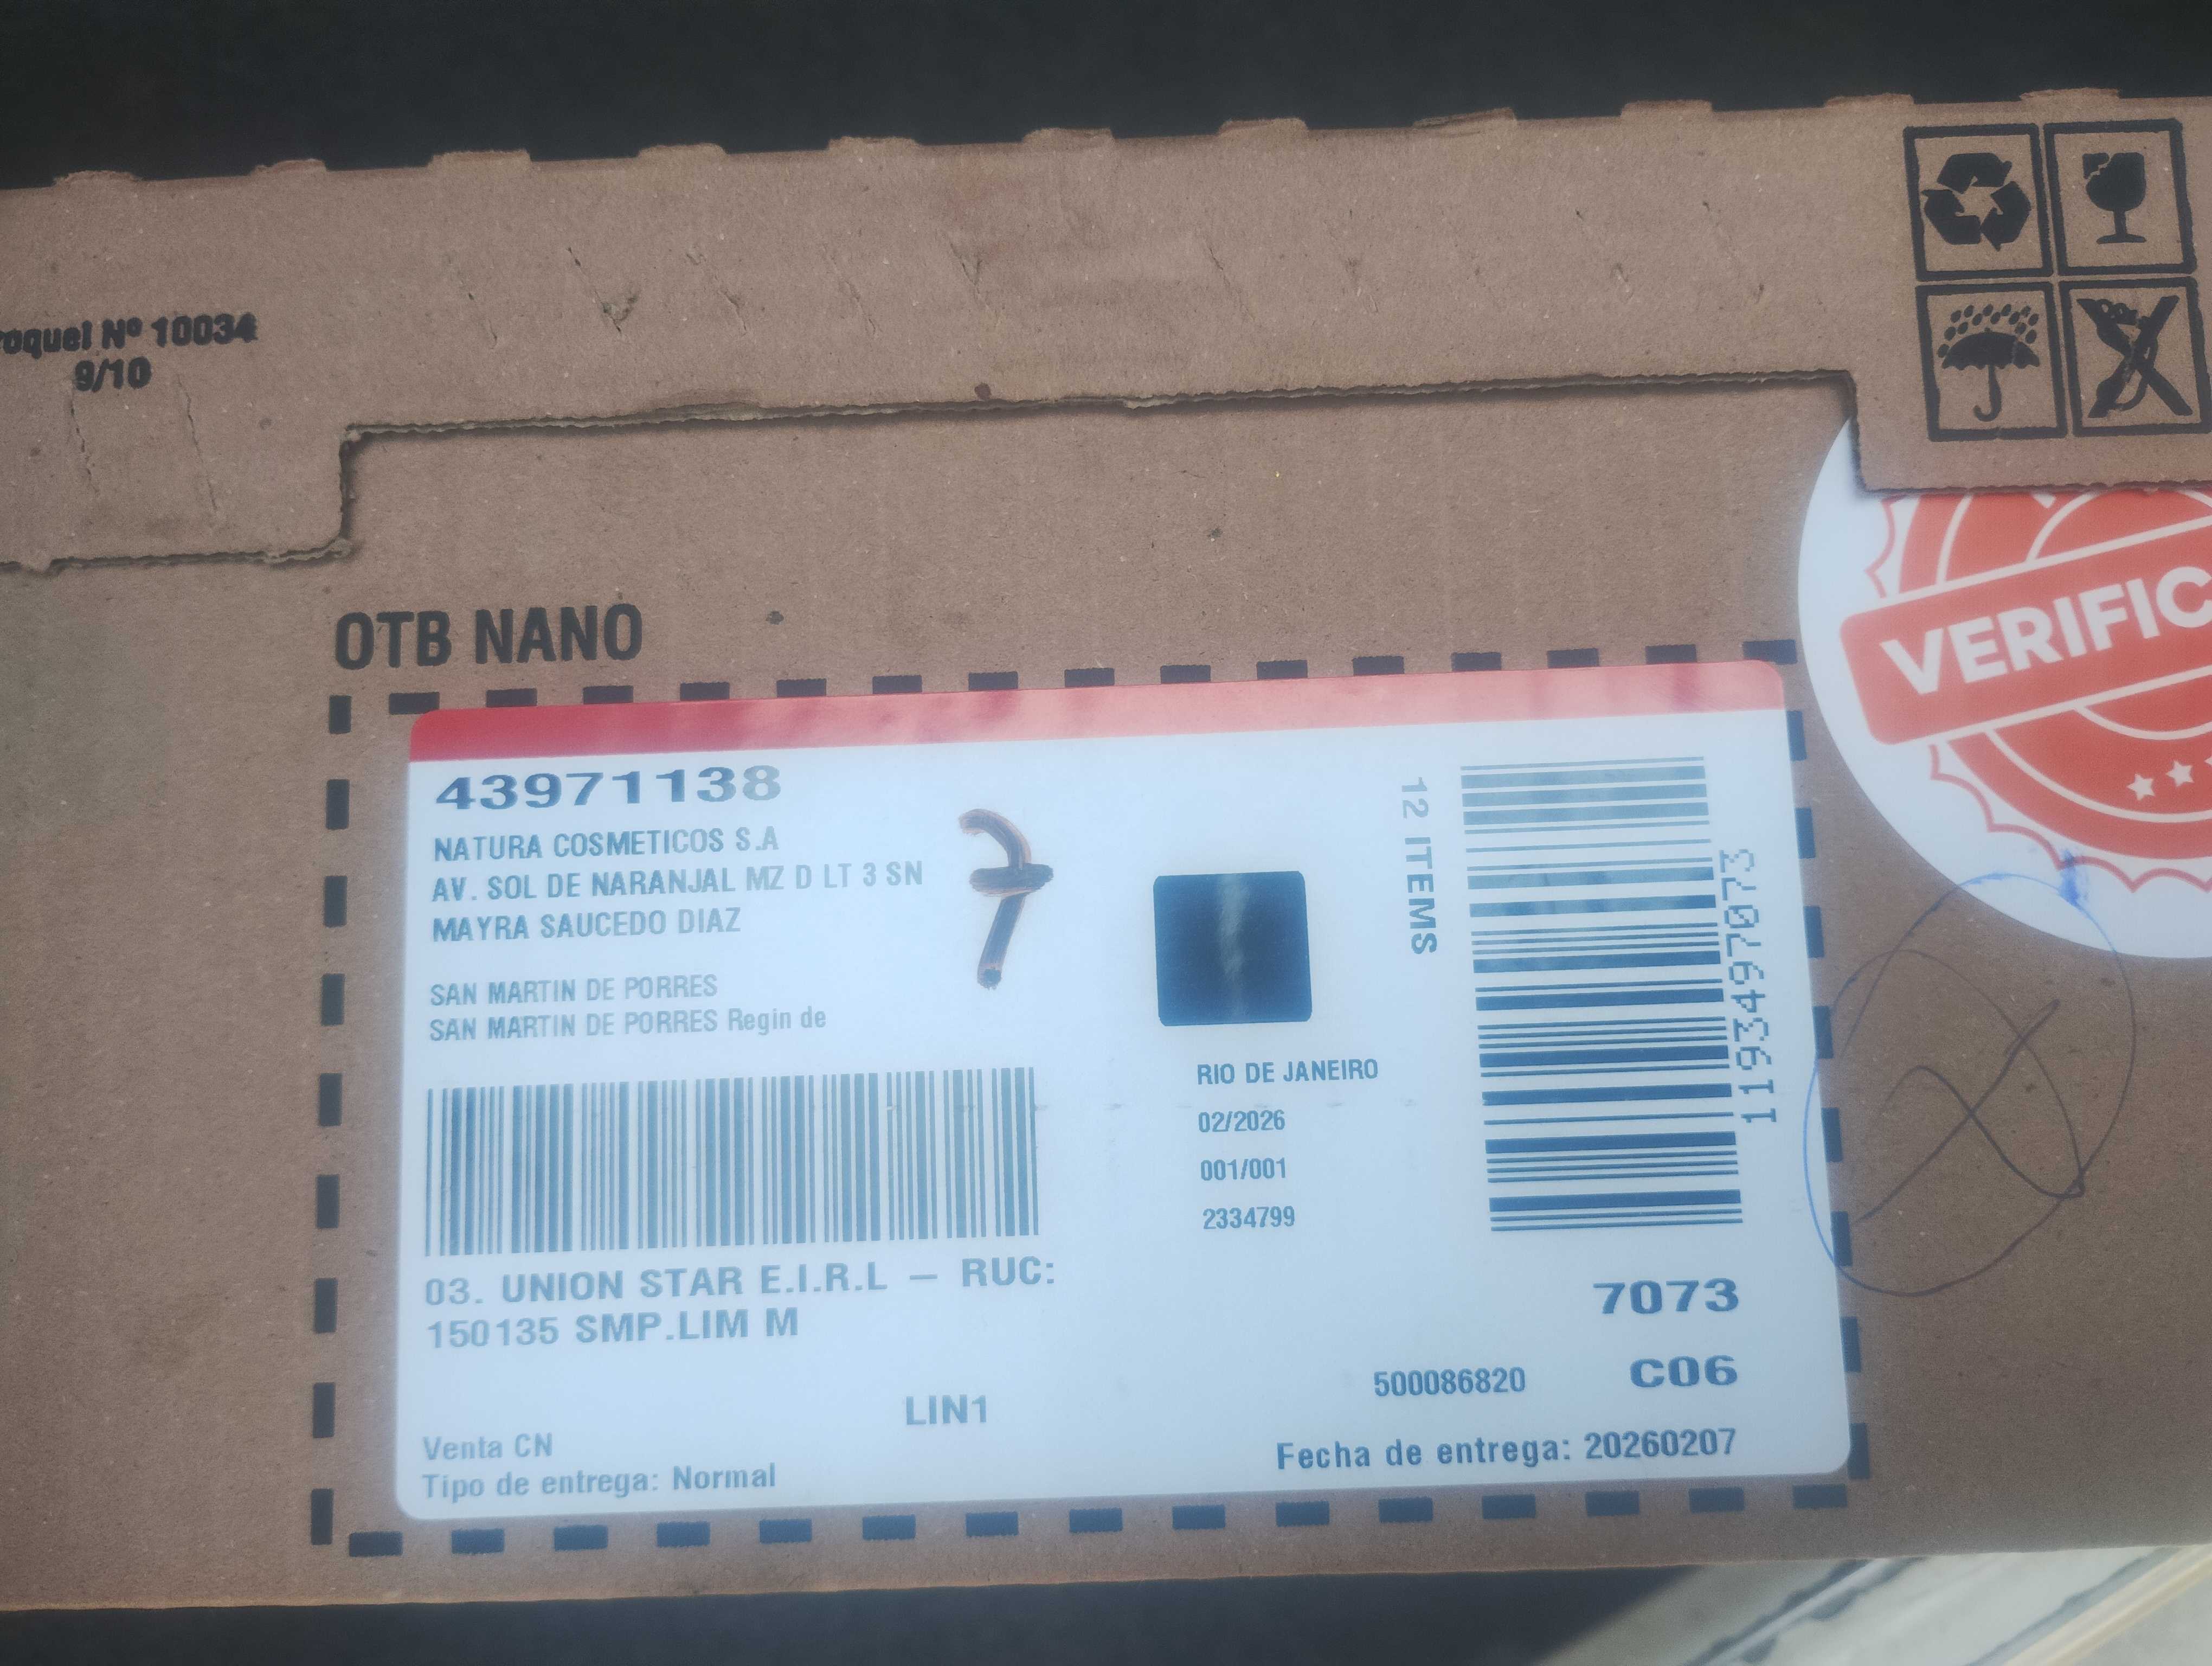 Nº 10034
9/10
OTB NANO
43971138
NATURA COSMETICOS S.A
AV. SOL DE NARANJAL MZ D LT 3 SN
MAYRA SAUCEDO DIAZ
SAN MARTIN DE PORRES
SAN MARTIN DE PORRES Regin de
7
12 ITEMS
1193497073
RIO DE JANEIRO
02/2026
001/001
2334799
03. UNION STAR E.I.R.L – RUC:
150135 SMP.LIM M
7073
500086820 C06
LIN1
Venta CN
Tipo de entrega: Normal
Fecha de entrega: 20260207
VERIFIC